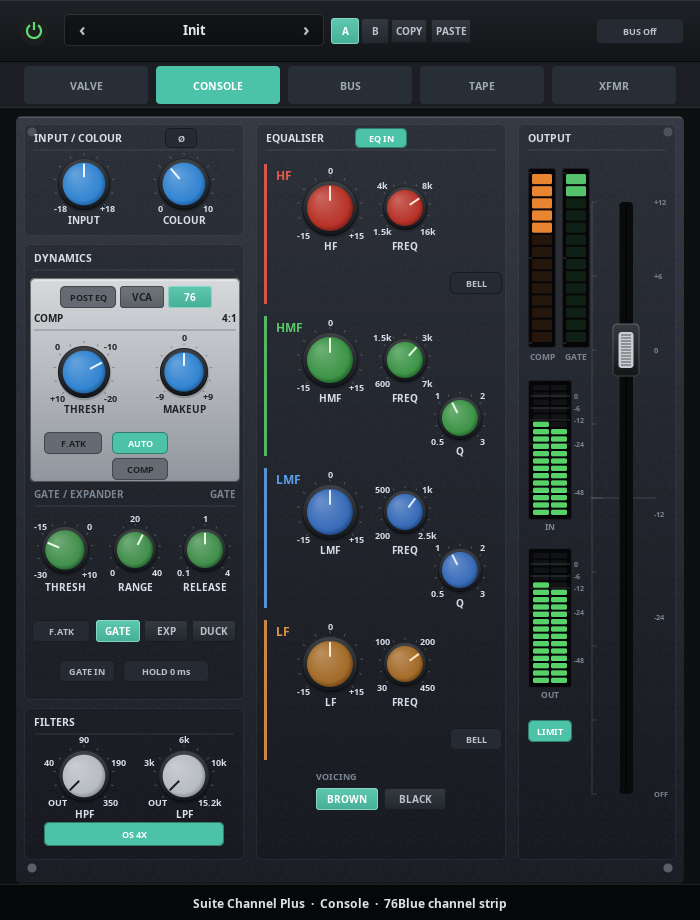 ‹ Init ›
A B COPY PASTE
BUS Off
VALVE CONSOLE BUS TAPE XFMR
INPUT / COLOUR Ø
-18 +18 0 10
INPUT COLOUR
DYNAMICS
POST EQ VCA 76
COMP 4:1
0 -10 0
+10 -20 -9 +9
THRESH MAKEUP
F.ATK AUTO
COMP
GATE / EXPANDER GATE
-15 0 20 1
-30 +10 0 40 0.1 4
THRESH RANGE RELEASE
F.ATK GATE EXP DUCK
GATE IN HOLD 0 ms
FILTERS
90 6k
40 190 3k 10k
OUT 350 OUT 15.2k
HPF LPF
OS 4X
EQUALISER EQ IN
HF
0 4k 8k
-15 +15 1.5k 16k
HF FREQ
BELL
HMF
0 1.5k 3k
-15 +15 600 7k
HMF FREQ
1 2
0.5 3
Q
LMF
0 500 1k
-15 +15 200 2.5k
LMF FREQ
1 2
0.5 3
Q
LF
0 100 200
-15 +15 30 450
LF FREQ
BELL
VOICING
BROWN BLACK
OUTPUT
COMP GATE
0
-6
-12
-24
-48
IN
0
-6
-12
-24
-48
OUT
LIMIT
+12
+6
0
-12
-24
OFF
Suite Channel Plus · Console · 76Blue channel strip